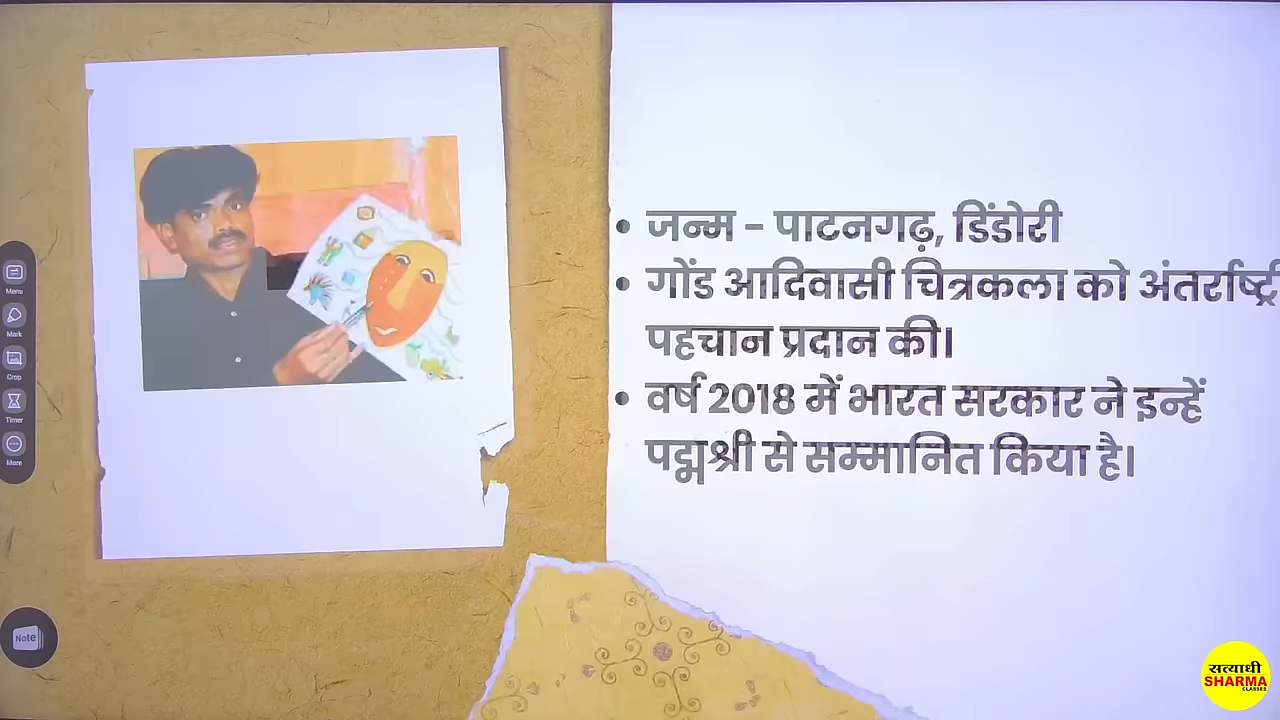 जन्म - पाटनगढ़, डिंडोरी
गोंड आदिवासी चित्रकला को
पहचान प्रदान की।
वर्ष 2018 में भारत सरकार ने इन्हें
पद्मश्री से सम्मानित किया है।
Menu
Mark
Crop
Timer
More
Note
सत्याधी
SHARMA
CLASSES